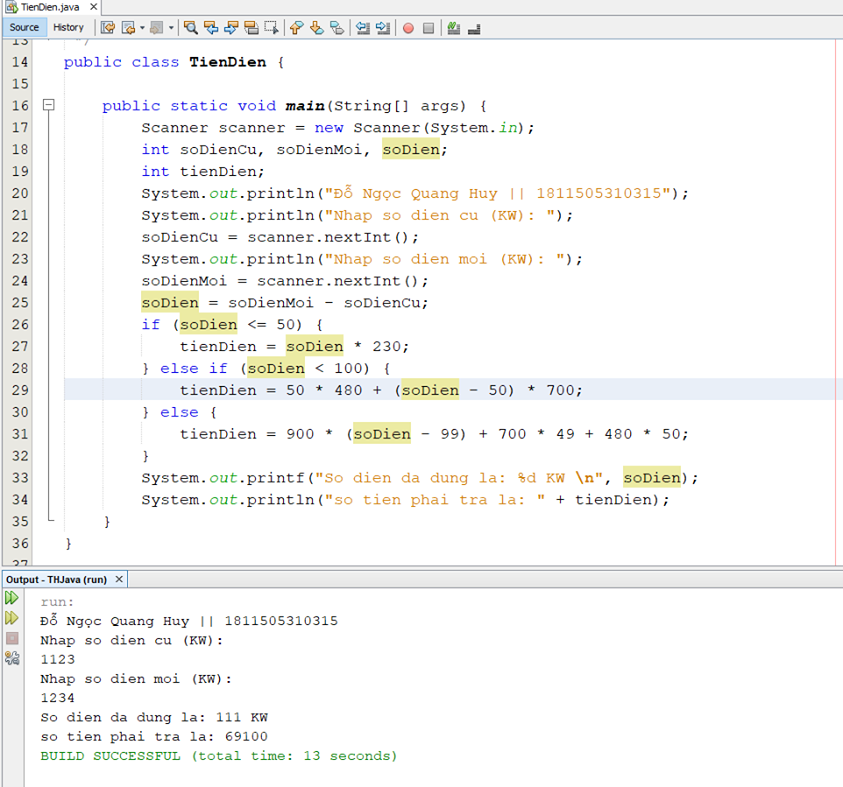 TienDien.java
Source History
13 */
14 public class TienDien {
15
16 public static void main(String[] args) {
17 Scanner scanner = new Scanner(System.in);
18 int soDienCu, soDienMoi, soDien;
19 int tienDien;
20 System.out.println("Đỗ Ngọc Quang Huy || 1811505310315");
21 System.out.println("Nhap so dien cu (KW): ");
22 soDienCu = scanner.nextInt();
23 System.out.println("Nhap so dien moi (KW): ");
24 soDienMoi = scanner.nextInt();
25 soDien = soDienMoi - soDienCu;
26 if (soDien <= 50) {
27 tienDien = soDien * 230;
28 } else if (soDien < 100) {
29 tienDien = 50 * 480 + (soDien - 50) * 700;
30 } else {
31 tienDien = 900 * (soDien - 99) + 700 * 49 + 480 * 50;
32 }
33 System.out.printf("So dien da dung la: %d KW \n", soDien);
34 System.out.println("so tien phai tra la: " + tienDien);
35 }
36 }
37
Output - THJava (run)
run:
Đỗ Ngọc Quang Huy || 1811505310315
Nhap so dien cu (KW):
1123
Nhap so dien moi (KW):
1234
So dien da dung la: 111 KW
so tien phai tra la: 69100
BUILD SUCCESSFUL (total time: 13 seconds)